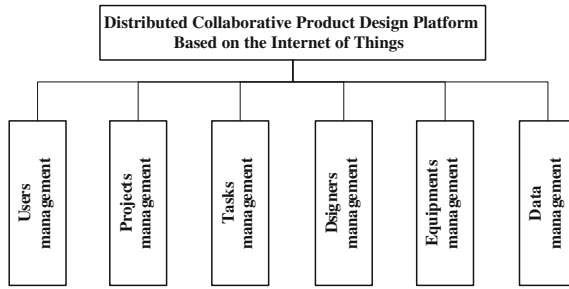 Distributed Collaborative Product Design Platform
Based on the Internet of Things
Users
management
Projects
management
Tasks
management
Dsigners
management
Equipments
management
Data
management